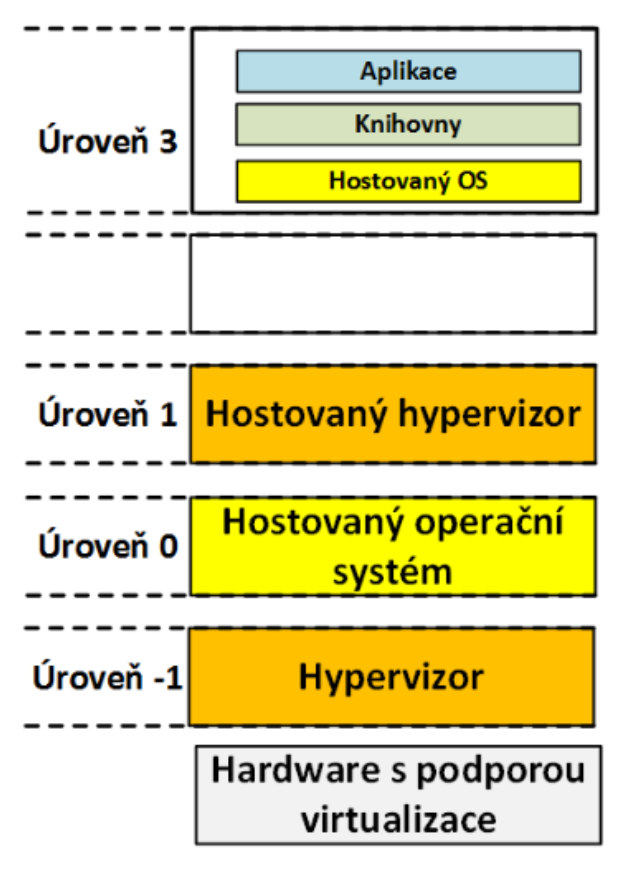 Aplikace
Knihovny
Úroveň 3
Hostovaný OS
Úroveň 1
Hostovaný hypervizor
Úroveň 0
Hostovaný operační
systém
Úroveň -1
Hypervizor
Hardware s podporou
virtualizace